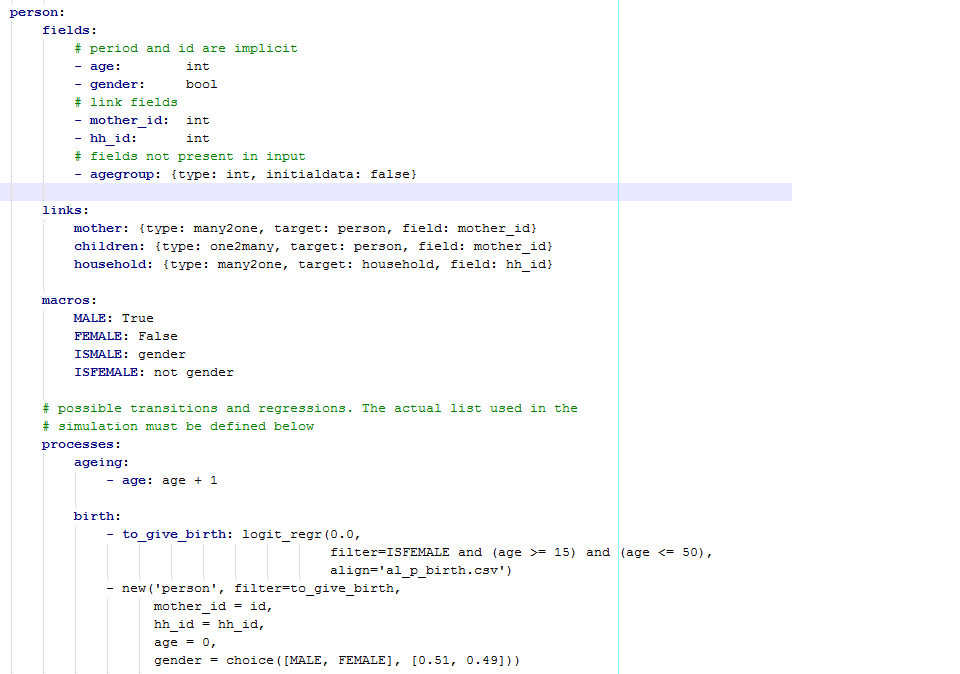 person:
    fields:
        # period and id are implicit
        - age:        int
        - gender:     bool
        # link fields
        - mother_id:  int
        - hh_id:      int
        # fields not present in input
        - agegroup: {type: int, initialdata: false}

    links:
        mother: {type: many2one, target: person, field: mother_id}
        children: {type: one2many, target: person, field: mother_id}
        household: {type: many2one, target: household, field: hh_id}

    macros:
        MALE: True
        FEMALE: False
        ISMALE: gender
        ISFEMALE: not gender

    # possible transitions and regressions. The actual list used in the
    # simulation must be defined below
    processes:
        ageing:
            - age: age + 1

        birth:
            - to_give_birth: logit_regr(0.0,
                                        filter=ISFEMALE and (age >= 15) and (age <= 50),
                                        align='al_p_birth.csv')
            - new('person', filter=to_give_birth,
                  mother_id = id,
                  hh_id = hh_id,
                  age = 0,
                  gender = choice([MALE, FEMALE], [0.51, 0.49]))